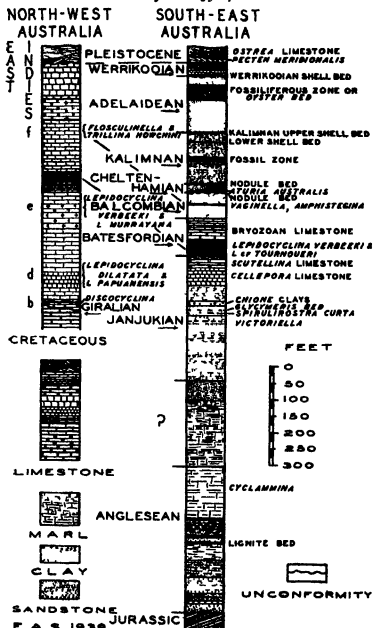 NORTH-WEST AUSTRALIA
SOUTH-EAST AUSTRALIA
EAST INDIES
PLEISTOCENE
OSTREA LIMESTONE
PECTEN MERIDIONALIS
WERRIKOOIAN
WERRIKOOIAN SHELL BED
FOSSILIFEROUS ZONE OR
OYSTER BED
ADELAIDEAN
f
FLOSCULINELLA &
TRILLINA HOWCHINI
KALIMNAN UPPER SHELL BED
LOWER SHELL BED
KALIMNAN
FOSSIL ZONE
CHELTEN-
HAMIAN
NODULE BED
ATURIA AUSTRALIS
NODULE BED
e
LEPIDOCYCLINA
VERBEEKI &
L MURRAYANA
BALCOMBIAN
VAGINELLA, AMPHISTEGINA
BATESFORDIAN
BRYOZOAN LIMESTONE
LEPIDOCYCLINA VERBEEKI &
L OF TOURNOUERI
d
LEPIDOCYCLINA
DILATATA &
L PAPUANENSIS
SCUTELLINA LIMESTONE
CELLEPORA LIMESTONE
b
DISCOCYCLINA
GIRALIAN
CHIONE CLAYS
GLYCYMERIS BED
SPIRULIROSTRA CURTA
JANJUKIAN
VICTORIELLA
CRETACEOUS
FEET
0
50
100
150
200
250
300
?
LIMESTONE
CYCLAMMINA
MARL
ANGLESEAN
LIGNITE BED
CLAY
UNCONFORMITY
SANDSTONE
JURASSIC